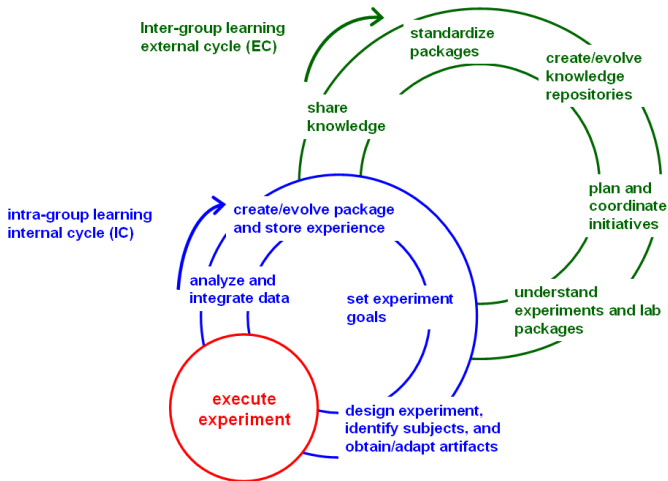 Inter-group learning
external cycle (EC)
standardize
packages
create/evolve
knowledge
repositories
share
knowledge
plan and
coordinate
initiatives
understand
experiments and lab
packages
intra-group learning
internal cycle (IC)
create/evolve package
and store experience
analyze and
integrate data
set experiment
goals
design experiment,
identify subjects, and
obtain/adapt artifacts
execute
experiment